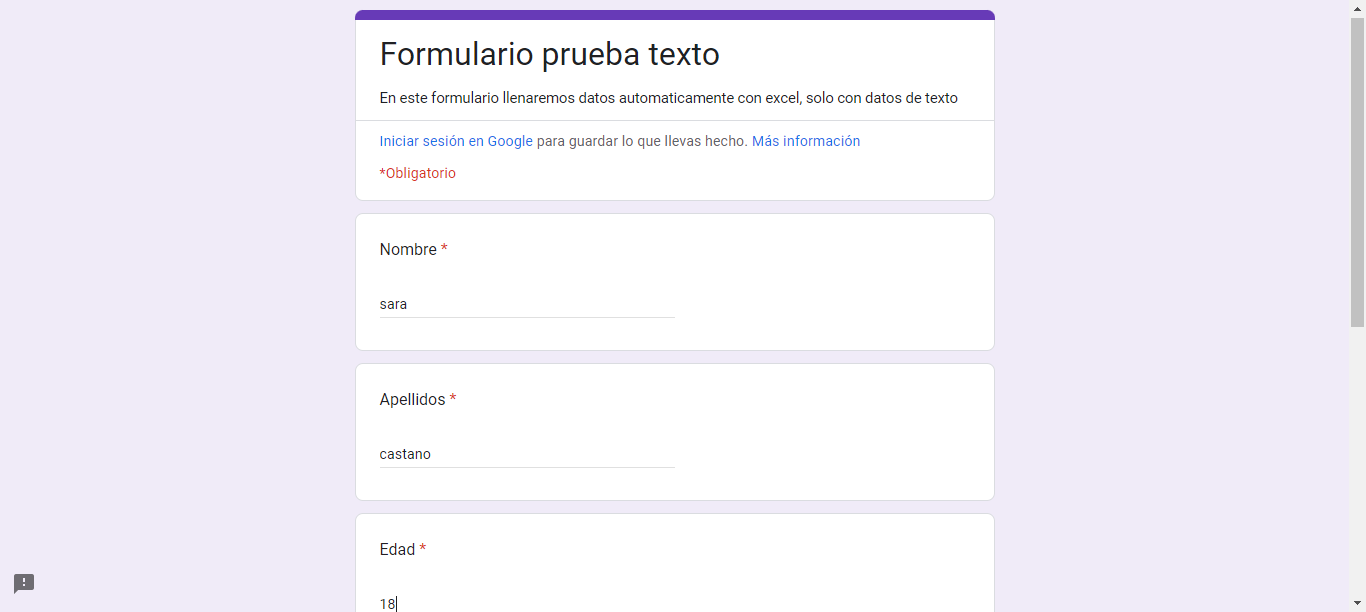 Formulario prueba texto
En este formulario llenaremos datos automaticamente con excel, solo con datos de texto
Iniciar sesión en Google para guardar lo que llevas hecho. Más información
*Obligatorio
Nombre *
sara
Apellidos *
castano
Edad *
18